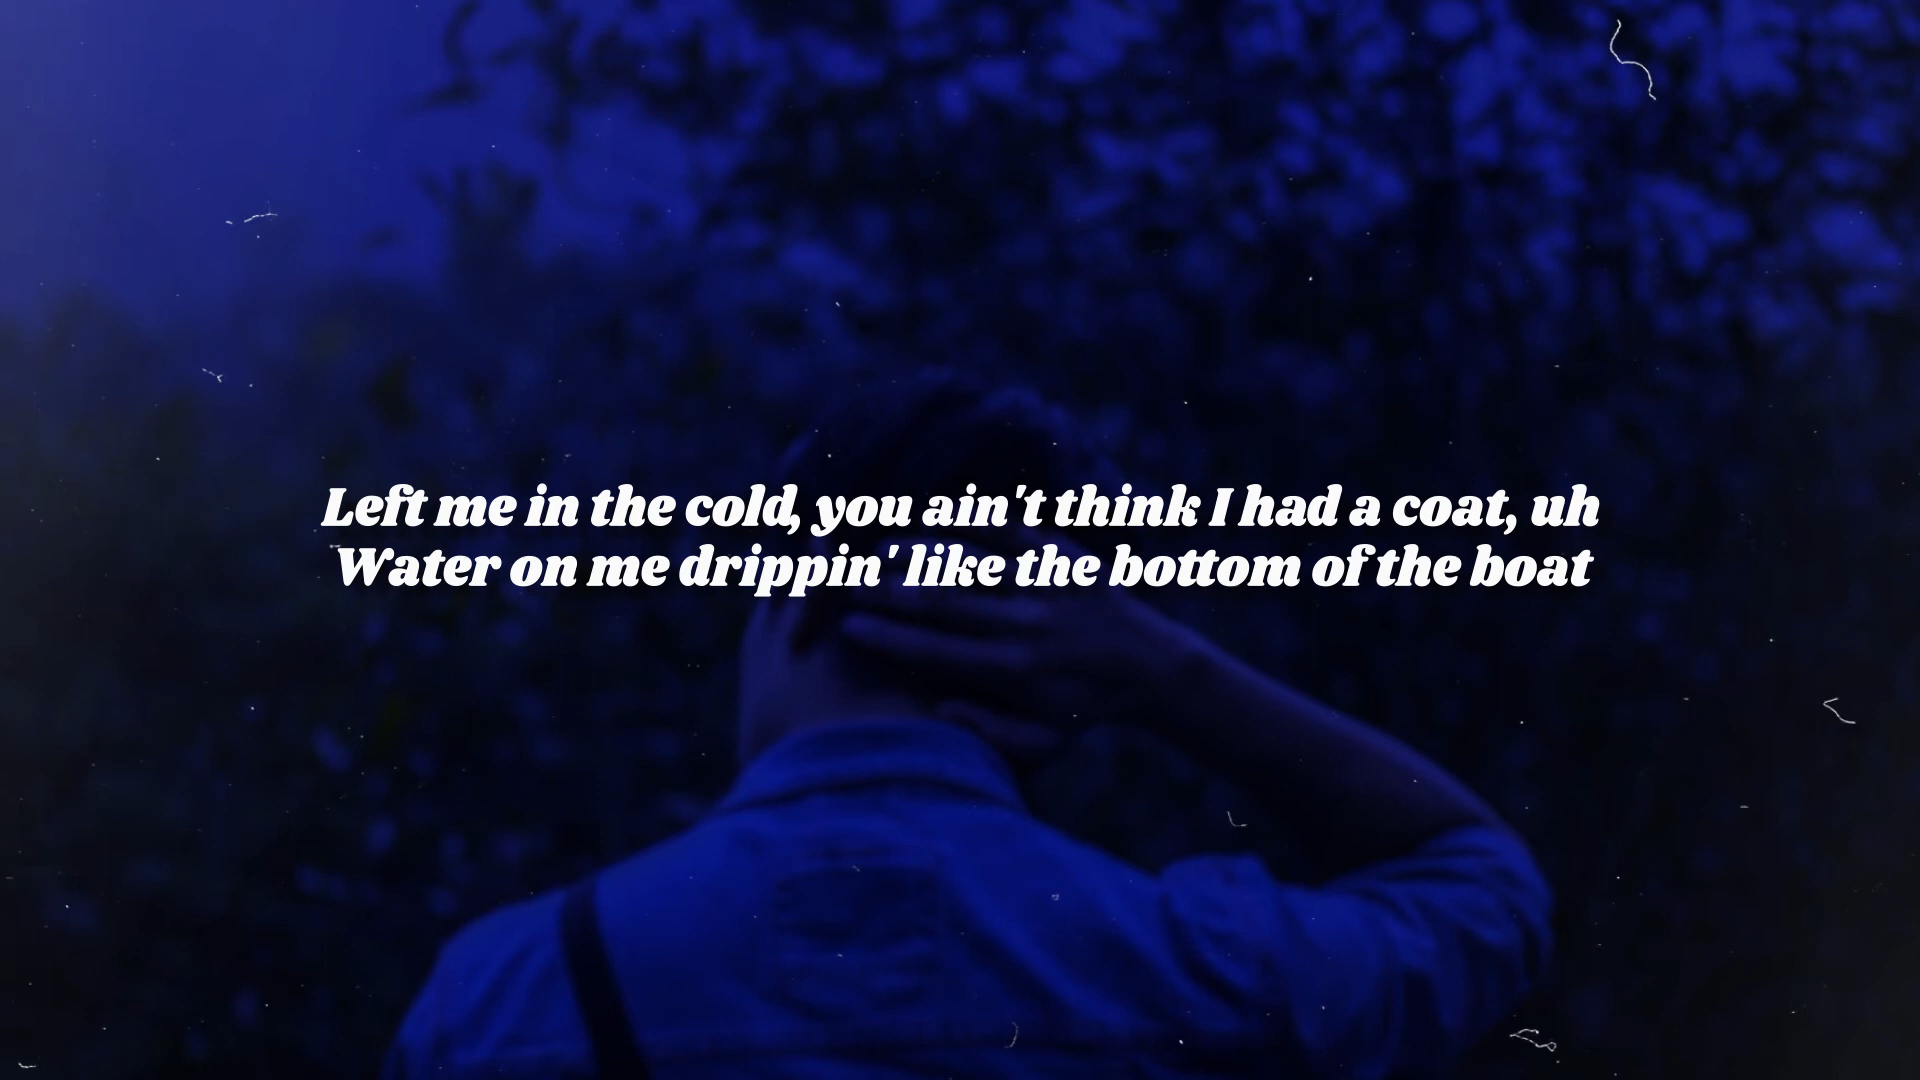 Left me in the cold, you ain't think I had a coat, uh
Water on me drippin' like the bottom of the boat